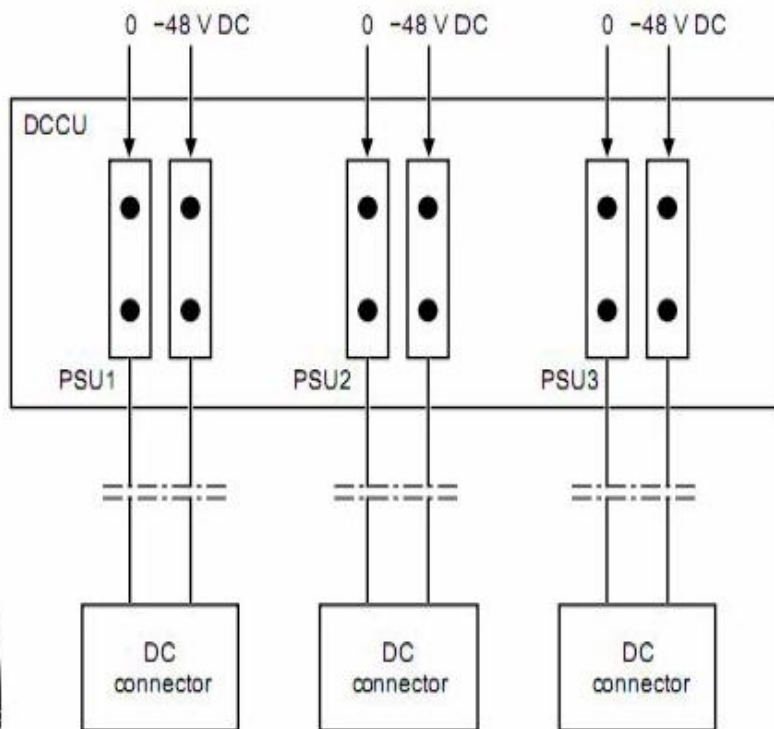 0 −48 V DC 0 −48 V DC 0 −48 V DC
DCCU
PSU1 PSU2 PSU3
DC DC DC
connector connector connector